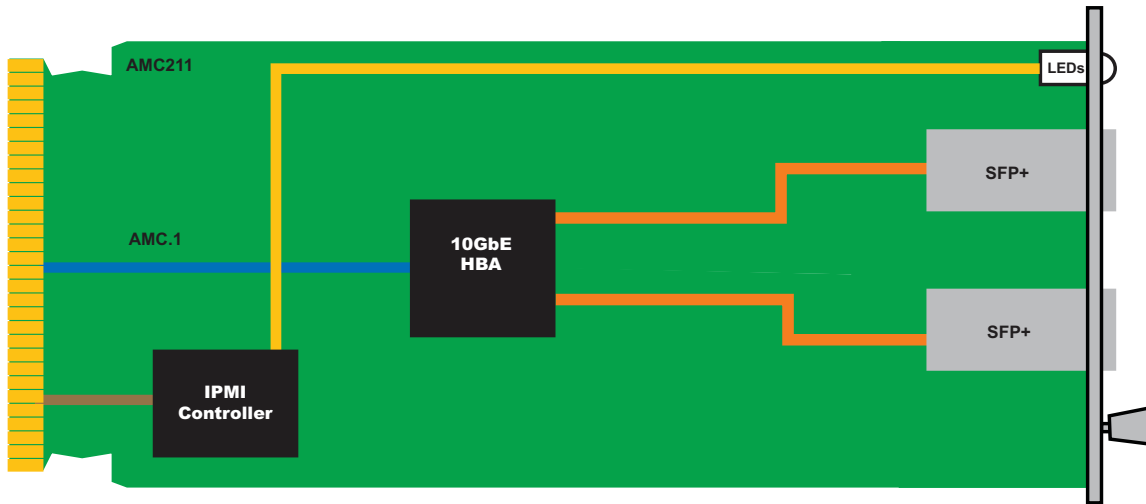 AMC211
LEDs
SFP+
AMC.1
10GbE
HBA
SFP+
IPMI
Controller